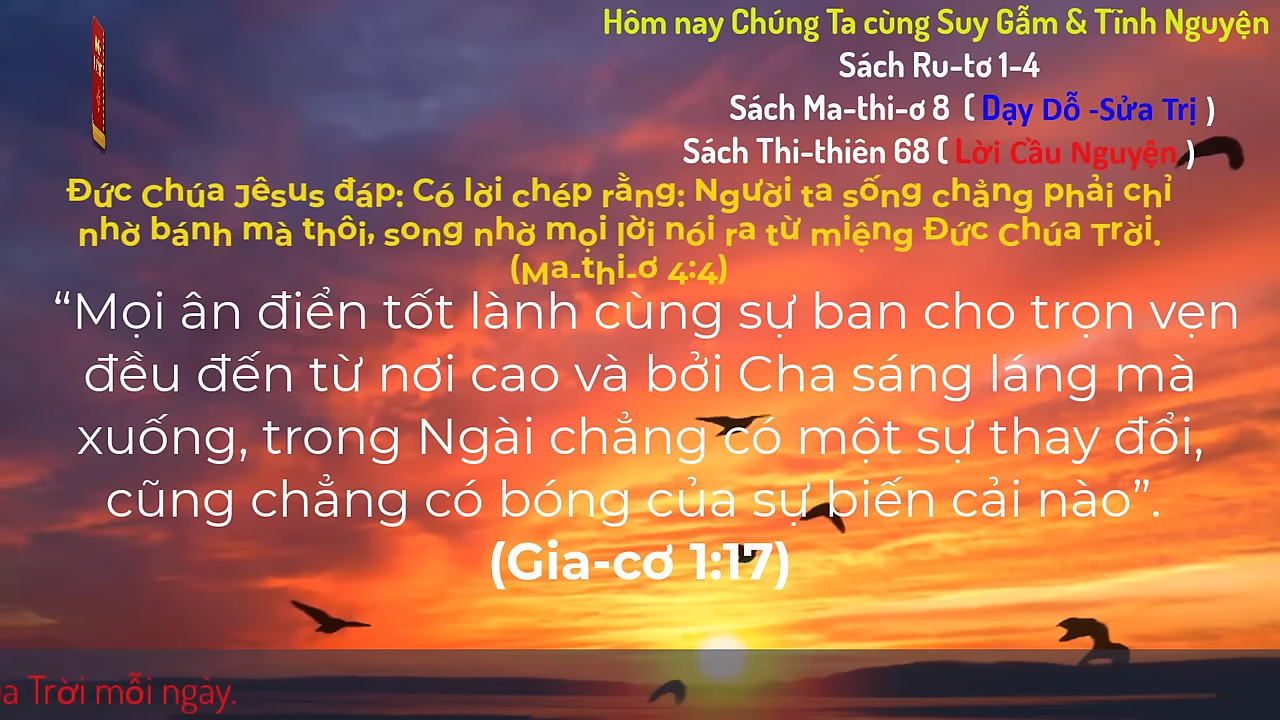 Hôm nay Chúng Ta cùng Suy Gẫm & Tĩnh Nguyện
Sách Ru-tơ 1-4
Sách Ma-thi-ơ 8 ( Dạy Dỗ -Sửa Trị )
Sách Thi-thiên 68 ( Lời Cầu Nguyện )
Đức Chúa Jêsus đáp: Có lời chép rằng: Người ta sống chẳng phải chỉ
nhờ bánh mà thôi, song nhờ mọi lời nói ra từ miệng Đức Chúa Trời.
(Ma-thi-ơ 4:4)
“Mọi ân điển tốt lành cùng sự ban cho trọn vẹn
đều đến từ nơi cao và bởi Cha sáng láng mà
xuống, trong Ngài chẳng có một sự thay đổi,
cũng chẳng có bóng của sự biến cải nào”.
(Gia-cơ 1:17)
Trời mỗi ngày.